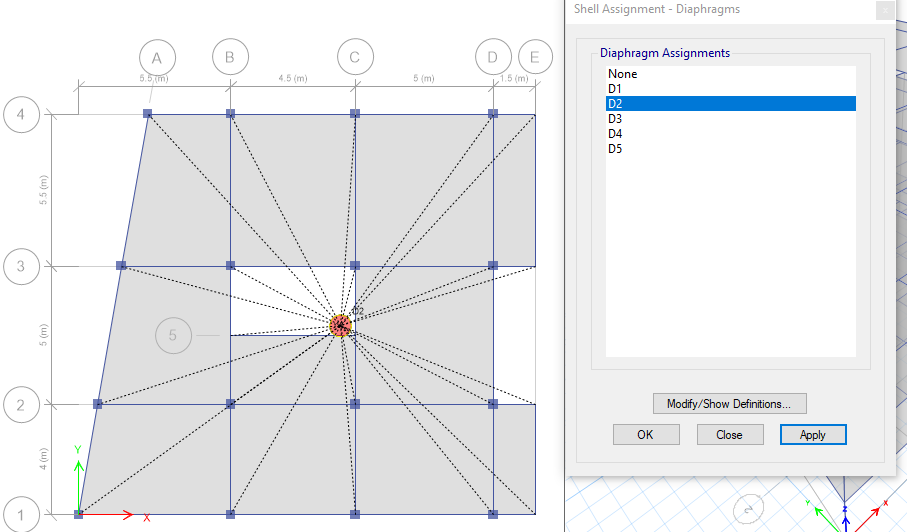 Shell Assignment - Diaphragms
x
Diaphragm Assignments
None
D1
D2
D3
D4
D5
Modify/Show Definitions...
OK Close Apply
A B C D E
5.5 (m) 4.5 (m) 5 (m) 1.5 (m)
4
5.5 (m)
3
D2
5
5 (m)
2
Y
4 (m)
1
X
2
Y Z X